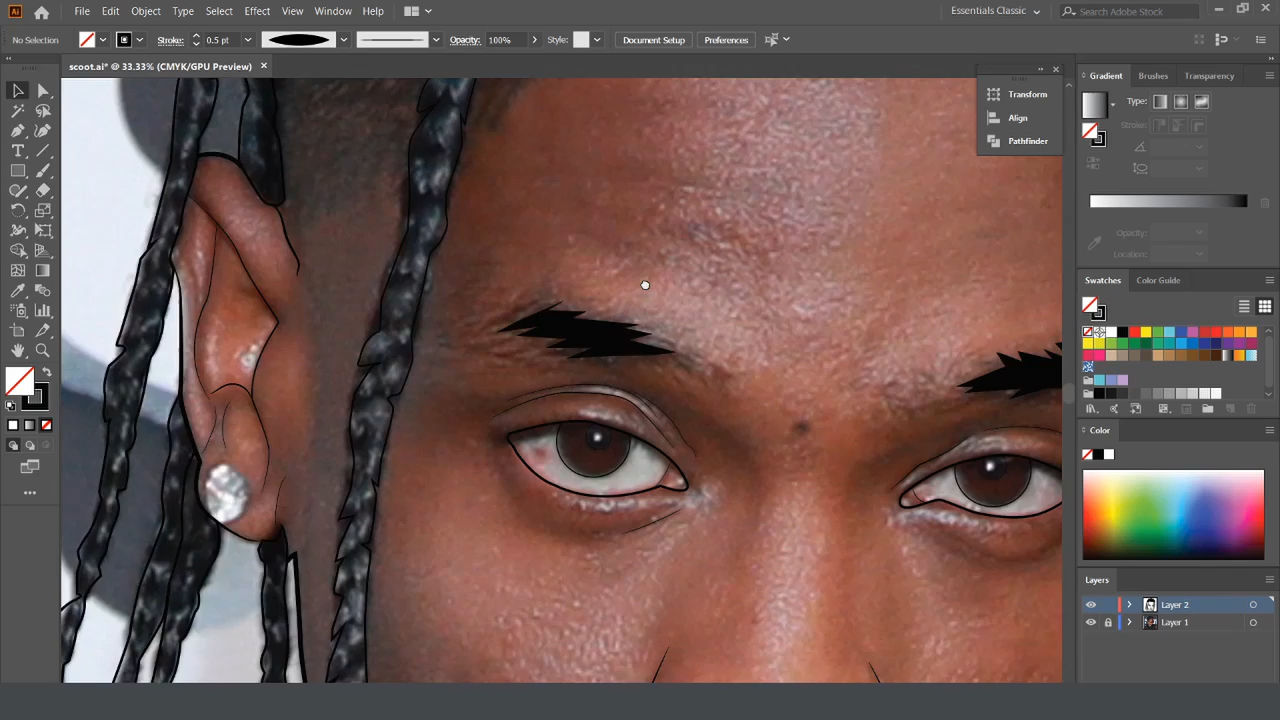 Ai File Edit Object Type Select Effect View Window Help Essentials Classic Search Adobe Stock
No Selection Stroke: 0.5 pt Opacity: 100% Style: Document Setup Preferences
scoot.ai* @ 33.33% (CMYK/GPU Preview)
Transform
Align
Pathfinder
Gradient Brushes Transparency
Type:
Stroke:
Opacity:
Location:
Swatches Color Guide
Color
Layers
Layer 2
Layer 1